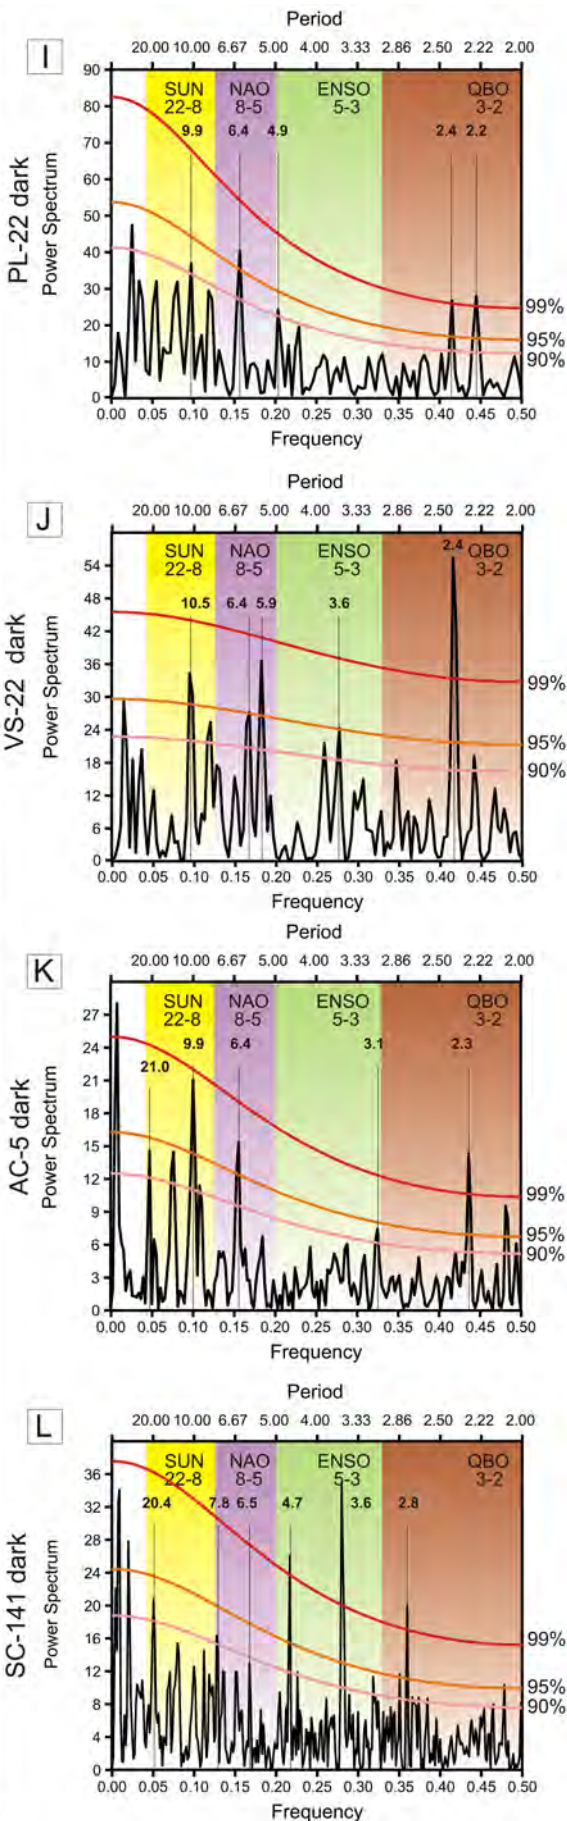 Period
I
20.00 10.00 6.67 5.00 4.00 3.33 2.86 2.50 2.22 2.00
90
80
70
60
50
40
30
20
10
0
PL-22 dark
Power Spectrum
SUN NAO ENSO QBO
22-8 8-5 5-3 3-2
9.9 6.4 4.9 2.4 2.2
99%
95%
90%
0.00 0.05 0.10 0.15 0.20 0.25 0.30 0.35 0.40 0.45 0.50
Frequency
Period
J
20.00 10.00 6.67 5.00 4.00 3.33 2.86 2.50 2.22 2.00
54
48
42
36
30
24
18
12
6
0
VS-22 dark
Power Spectrum
2.4
SUN NAO ENSO QBO
22-8 8-5 5-3 3-2
10.5 6.4 5.9 3.6
99%
95%
90%
0.00 0.05 0.10 0.15 0.20 0.25 0.30 0.35 0.40 0.45 0.50
Frequency
Period
K
20.00 10.00 6.67 5.00 4.00 3.33 2.86 2.50 2.22 2.00
27
24
21
18
15
12
9
6
3
0
AC-5 dark
Power Spectrum
SUN NAO ENSO QBO
22-8 8-5 5-3 3-2
9.9 6.4 3.1 2.3
21.0
99%
95%
90%
0.00 0.05 0.10 0.15 0.20 0.25 0.30 0.35 0.40 0.45 0.50
Frequency
Period
L
20.00 10.00 6.67 5.00 4.00 3.33 2.86 2.50 2.22 2.00
36
32
28
24
20
16
12
8
4
0
SC-141 dark
Power Spectrum
SUN NAO ENSO QBO
22-8 8-5 5-3 3-2
20.4 7.8 6.5 4.7 3.6 2.8
99%
95%
90%
0.00 0.05 0.10 0.15 0.20 0.25 0.30 0.35 0.40 0.45 0.50
Frequency